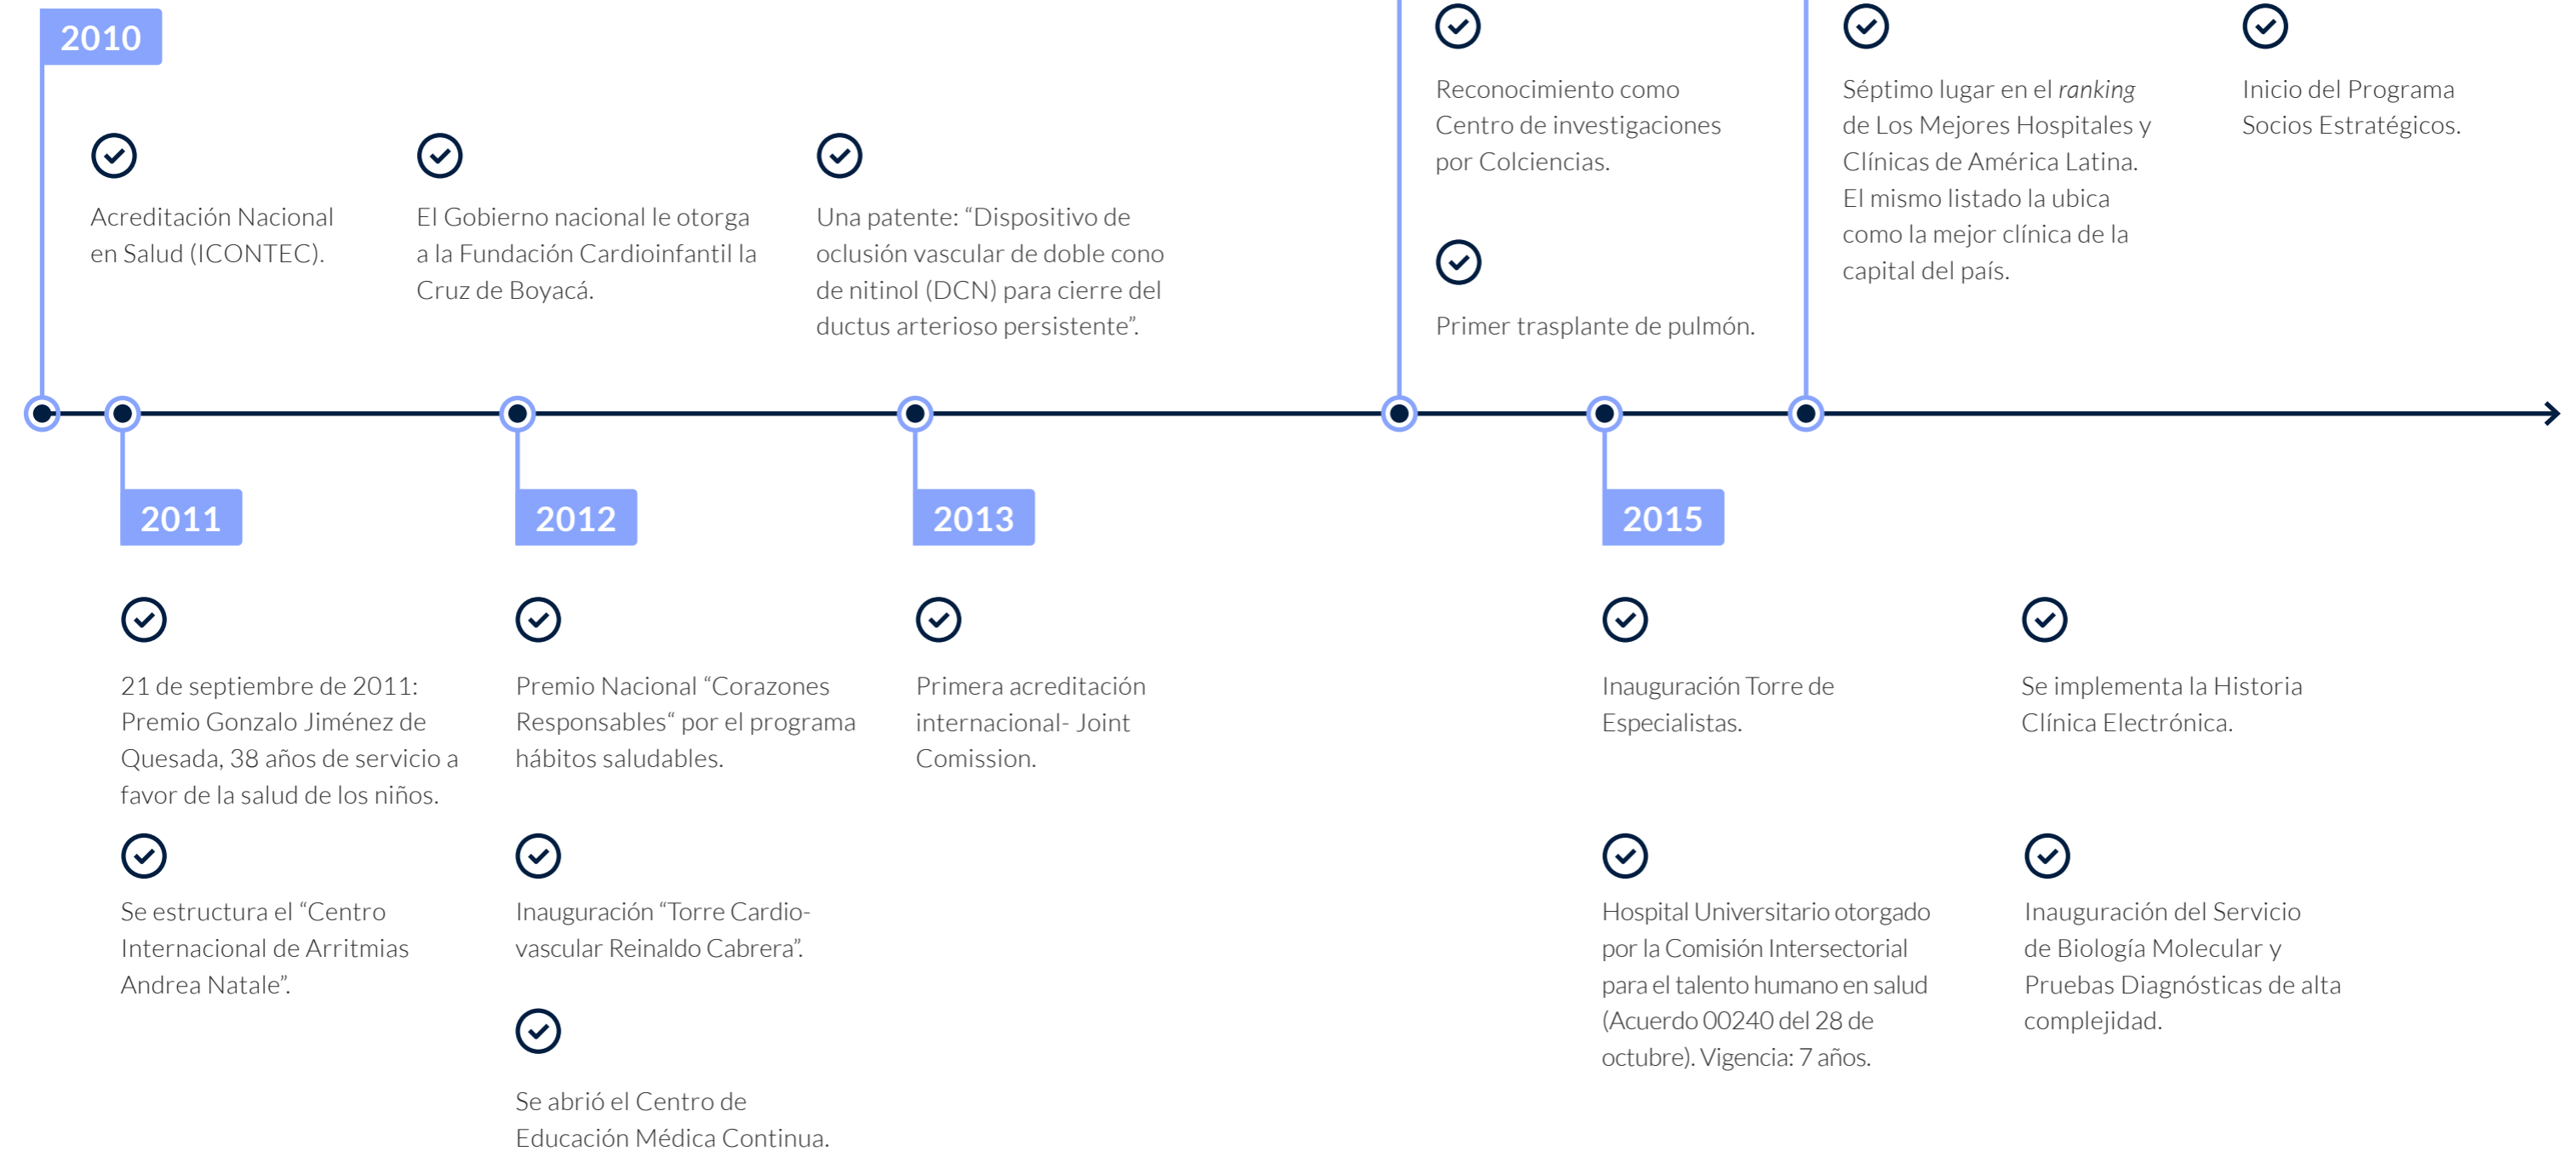 2010
Acreditación Nacional
en Salud (ICONTEC).
El Gobierno nacional le otorga
a la Fundación Cardioinfantil la
Cruz de Boyacá.
Una patente: “Dispositivo de
oclusión vascular de doble cono
de nitinol (DCN) para cierre del
ductus arterioso persistente”.
Reconocimiento como
Centro de investigaciones
por Colciencias.
Primer trasplante de pulmón.
Séptimo lugar en el ranking
de Los Mejores Hospitales y
Clínicas de América Latina.
El mismo listado la ubica
como la mejor clínica de la
capital del país.
Inicio del Programa
Socios Estratégicos.
2011
21 de septiembre de 2011:
Premio Gonzalo Jiménez de
Quesada, 38 años de servicio a
favor de la salud de los niños.
Se estructura el “Centro
Internacional de Arritmias
Andrea Natale”.
2012
Premio Nacional “Corazones
Responsables“ por el programa
hábitos saludables.
Inauguración “Torre Cardio-
vascular Reinaldo Cabrera”.
Se abrió el Centro de
Educación Médica Continua.
2013
Primera acreditación
internacional- Joint
Comission.
2015
Inauguración Torre de
Especialistas.
Hospital Universitario otorgado
por la Comisión Intersectorial
para el talento humano en salud
(Acuerdo 00240 del 28 de
octubre). Vigencia: 7 años.
Se implementa la Historia
Clínica Electrónica.
Inauguración del Servicio
de Biología Molecular y
Pruebas Diagnósticas de alta
complejidad.